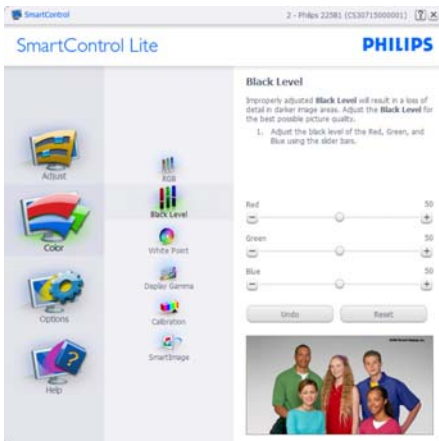 SmartControl
2 - Philips 225B1 (CS30715000001)
SmartControl Lite
PHILIPS
Adjust
Color
Options
Help
RGB
Black Level
White Point
Display Gamma
Calibration
SmartImage
Black Level
Improperly adjusted Black Level will result in a loss of
detail in darker image areas. Adjust the Black Level for
the best possible picture quality.
1. Adjust the black level of the Red, Green, and
Blue using the slider bars.
Red 50
Green 50
Blue 50
Undo
Reset